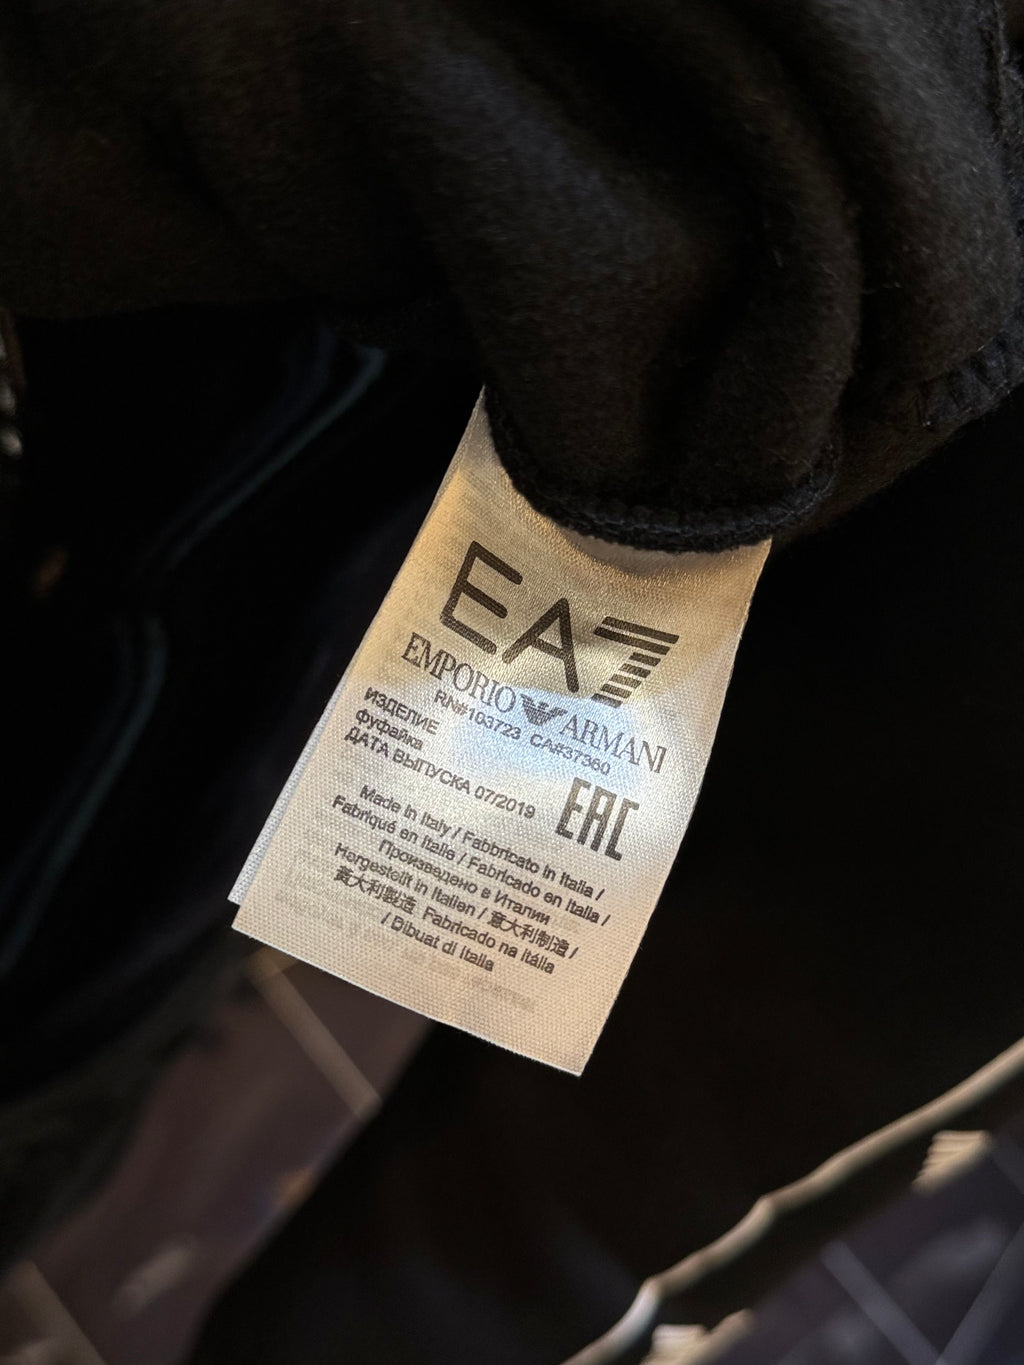 EA7
EMPORIO ARMANI
RN#103723 CA#37360
ИЗДЕЛИЕ
фуфайка
ДАТА ВЫПУСКА 07/2019
EAC
Made in Italy / Fabbricato in Italia /
Fabriqué en Italie / Fabricado en Italia /
Произведено в Италии
Hergestellt in Italien / 意大利制造 /
義大利製造 Fabricado na Itália
/ Dibuat di Italia